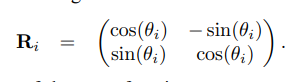 R_i = ( cos(θ_i) −sin(θ_i)
sin(θ_i) cos(θ_i) ) .